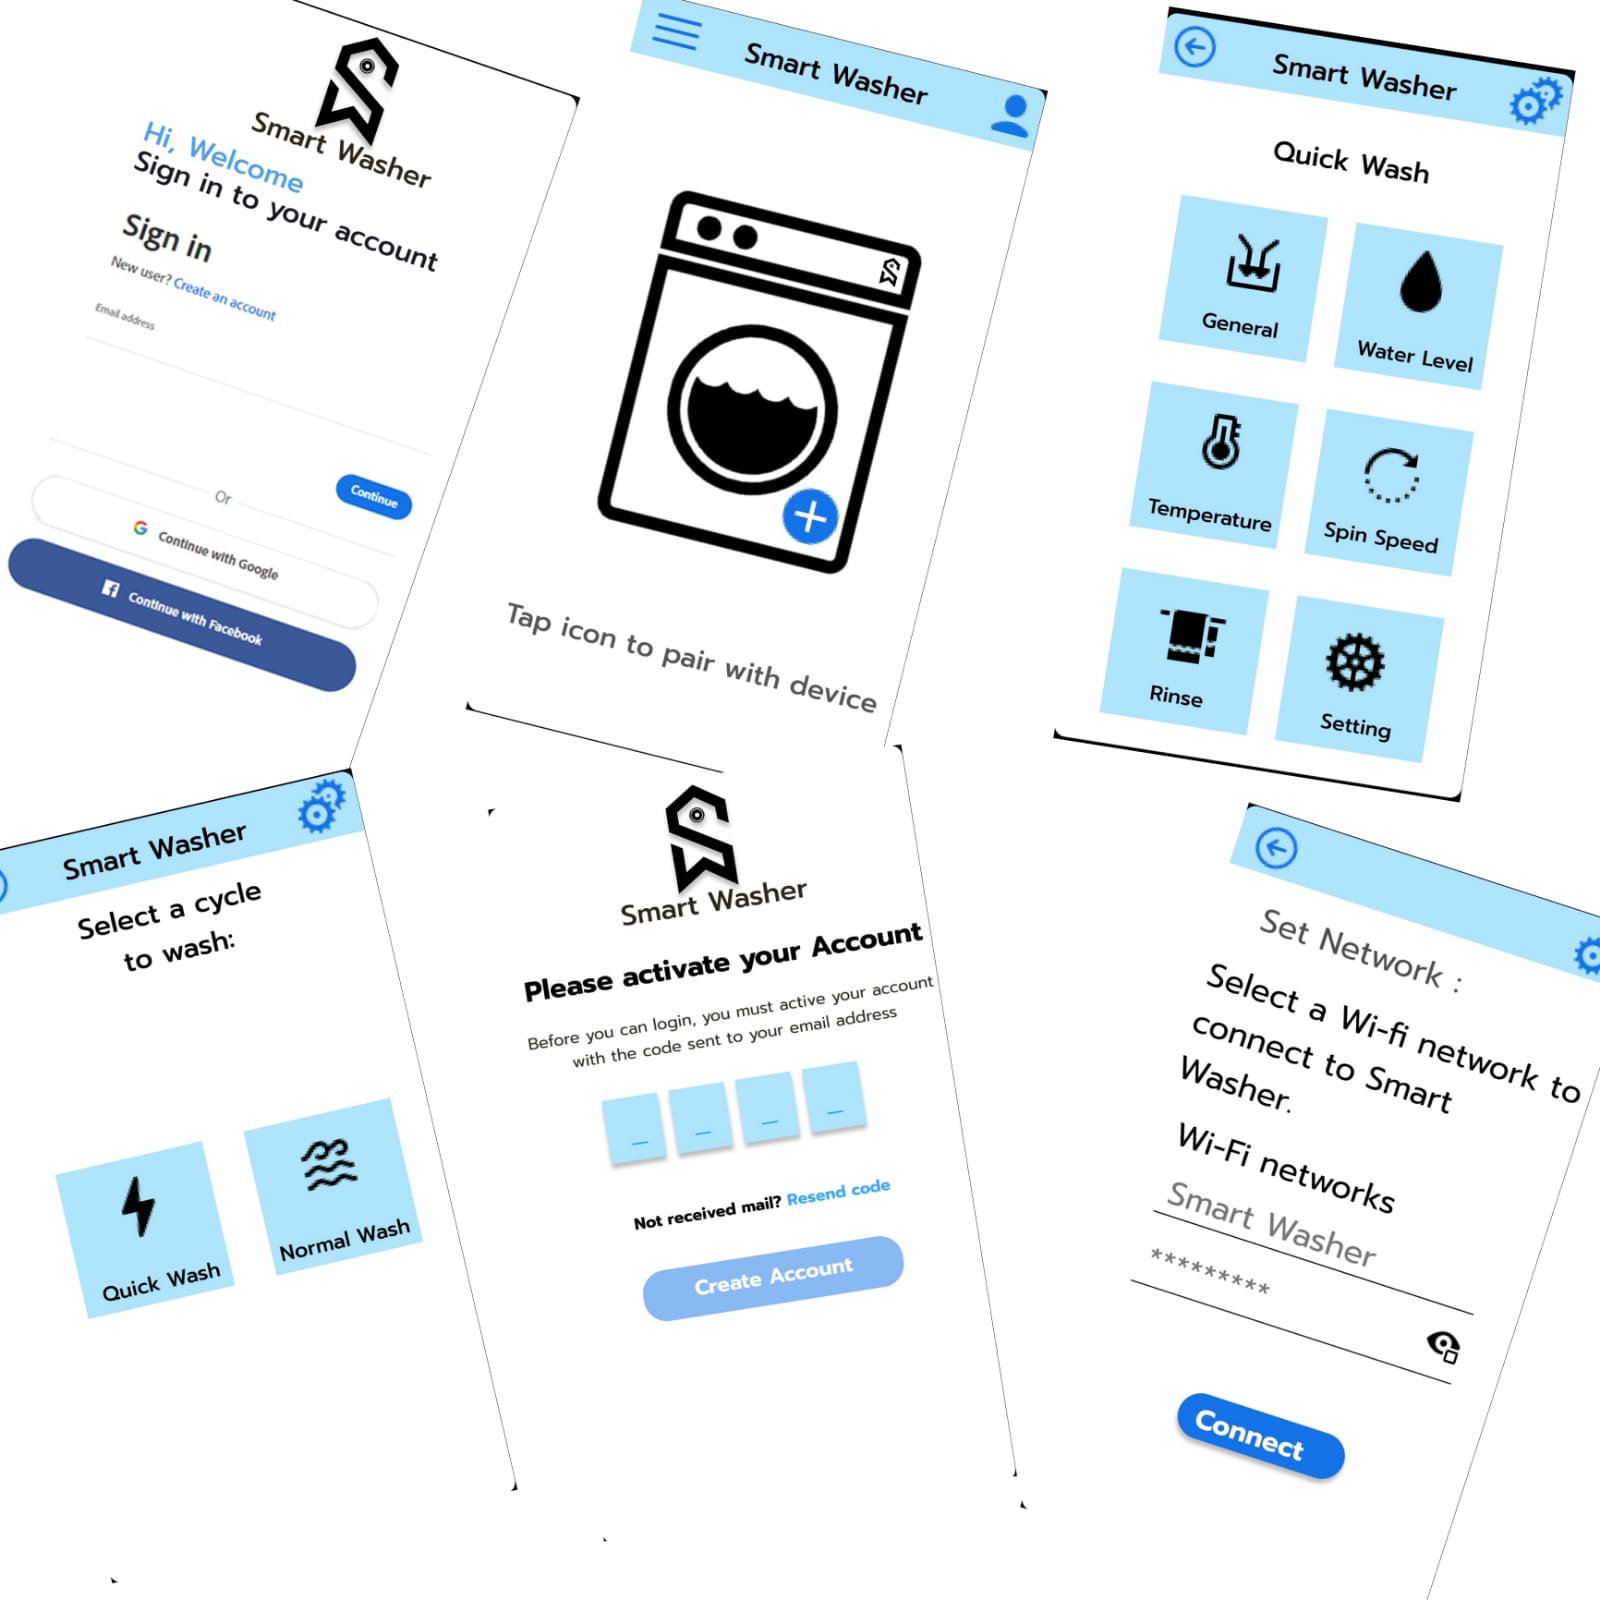 Smart Washer
Hi, Welcome
Sign in to your account
Sign in
New user? Create an account
Email address
Continue
Or
Continue with Google
Continue with Facebook
Smart Washer
Tap icon to pair with device
Smart Washer
Quick Wash
General
Water Level
Temperature
Spin Speed
Rinse
Setting
Smart Washer
Select a cycle
to wash:
Quick Wash
Normal Wash
Smart Washer
Please activate your Account
Before you can login, you must active your account
with the code sent to your email address
_ _ _ _
Not received mail? Resend code
Create Account
Set Network :
Select a Wi-fi network to
connect to Smart
Washer.
Wi-Fi networks
Smart Washer
*********
Connect